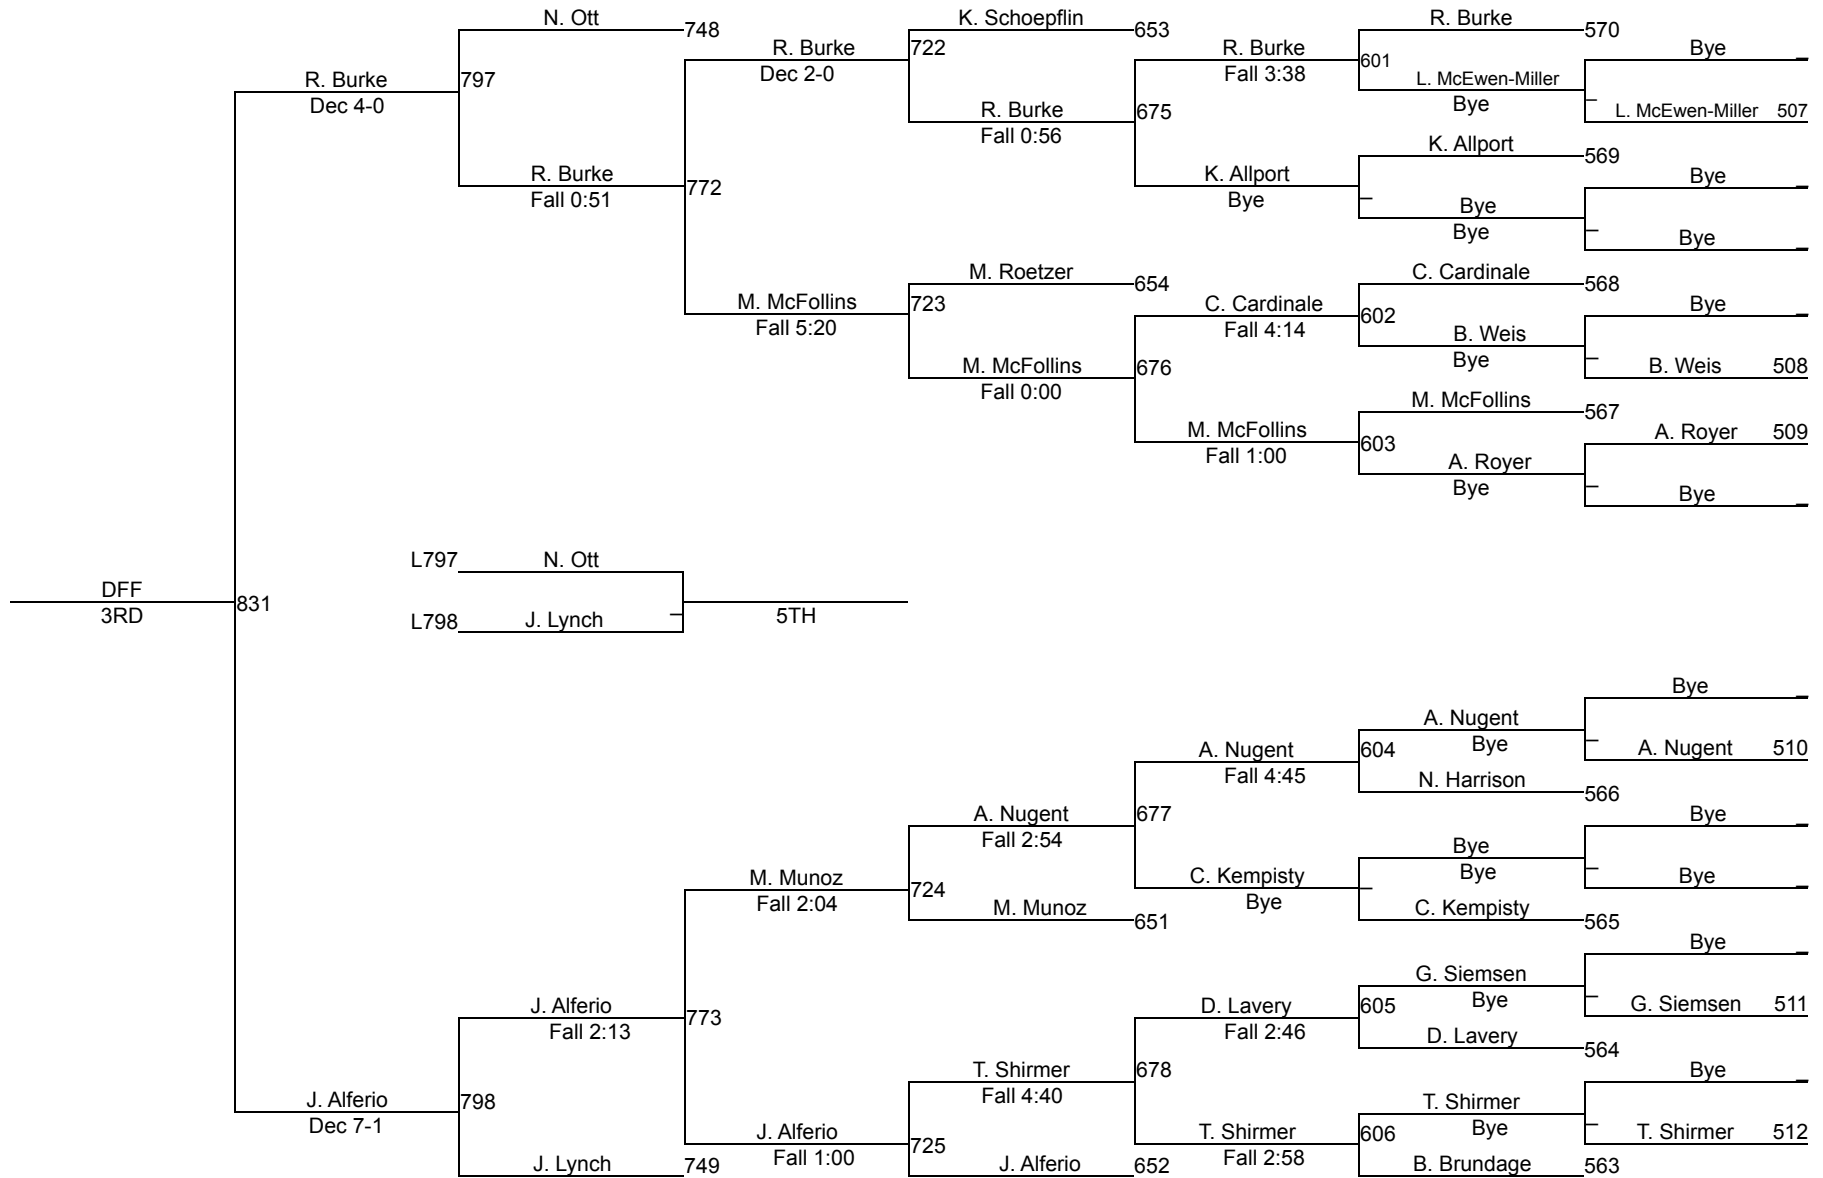 N. Ott
748
K. Schoepflin
653
R. Burke
570
R. Burke
Dec 2-0
722
R. Burke
Fall 3:38
601
Bye
_
R. Burke
Dec 4-0
797
L. McEwen-Miller
Bye
_
L. McEwen-Miller 507
R. Burke
Fall 0:56
675
K. Allport
569
R. Burke
Fall 0:51
772
K. Allport
Bye
_
Bye
_
Bye
Bye
_
Bye
_
M. Roetzer
654
C. Cardinale
568
M. McFollins
Fall 5:20
723
C. Cardinale
Fall 4:14
602
Bye
_
B. Weis
Bye
_
B. Weis 508
M. McFollins
Fall 0:00
676
M. McFollins
567
M. McFollins
Fall 1:00
603
A. Royer 509
A. Royer
Bye
_
Bye
_
L797
N. Ott
DFF
3RD
831
L798
J. Lynch
_
5TH
Bye
_
A. Nugent
Bye
_
A. Nugent 510
A. Nugent
Fall 4:45
604
N. Harrison
566
A. Nugent
Fall 2:54
677
Bye
_
Bye
Bye
_
Bye
_
M. Munoz
Fall 2:04
724
C. Kempisty
Bye
_
C. Kempisty
565
M. Munoz
651
Bye
_
G. Siemsen
Bye
_
G. Siemsen 511
J. Alferio
Fall 2:13
773
D. Lavery
Fall 2:46
605
D. Lavery
564
T. Shirmer
Fall 4:40
678
Bye
_
J. Alferio
Dec 7-1
798
T. Shirmer
Bye
_
T. Shirmer 512
J. Alferio
Fall 1:00
725
T. Shirmer
Fall 2:58
606
J. Lynch
749
J. Alferio
652
B. Brundage
563